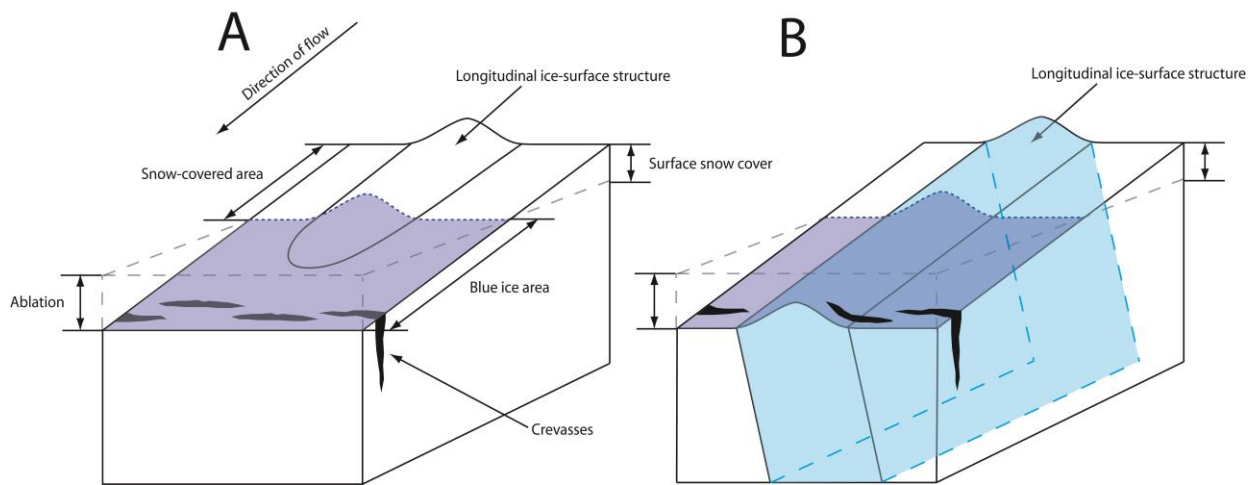 A
Direction of flow
Longitudinal ice-surface structure
Snow-covered area
Surface snow cover
Ablation
Blue ice area
Crevasses
B
Longitudinal ice-surface structure